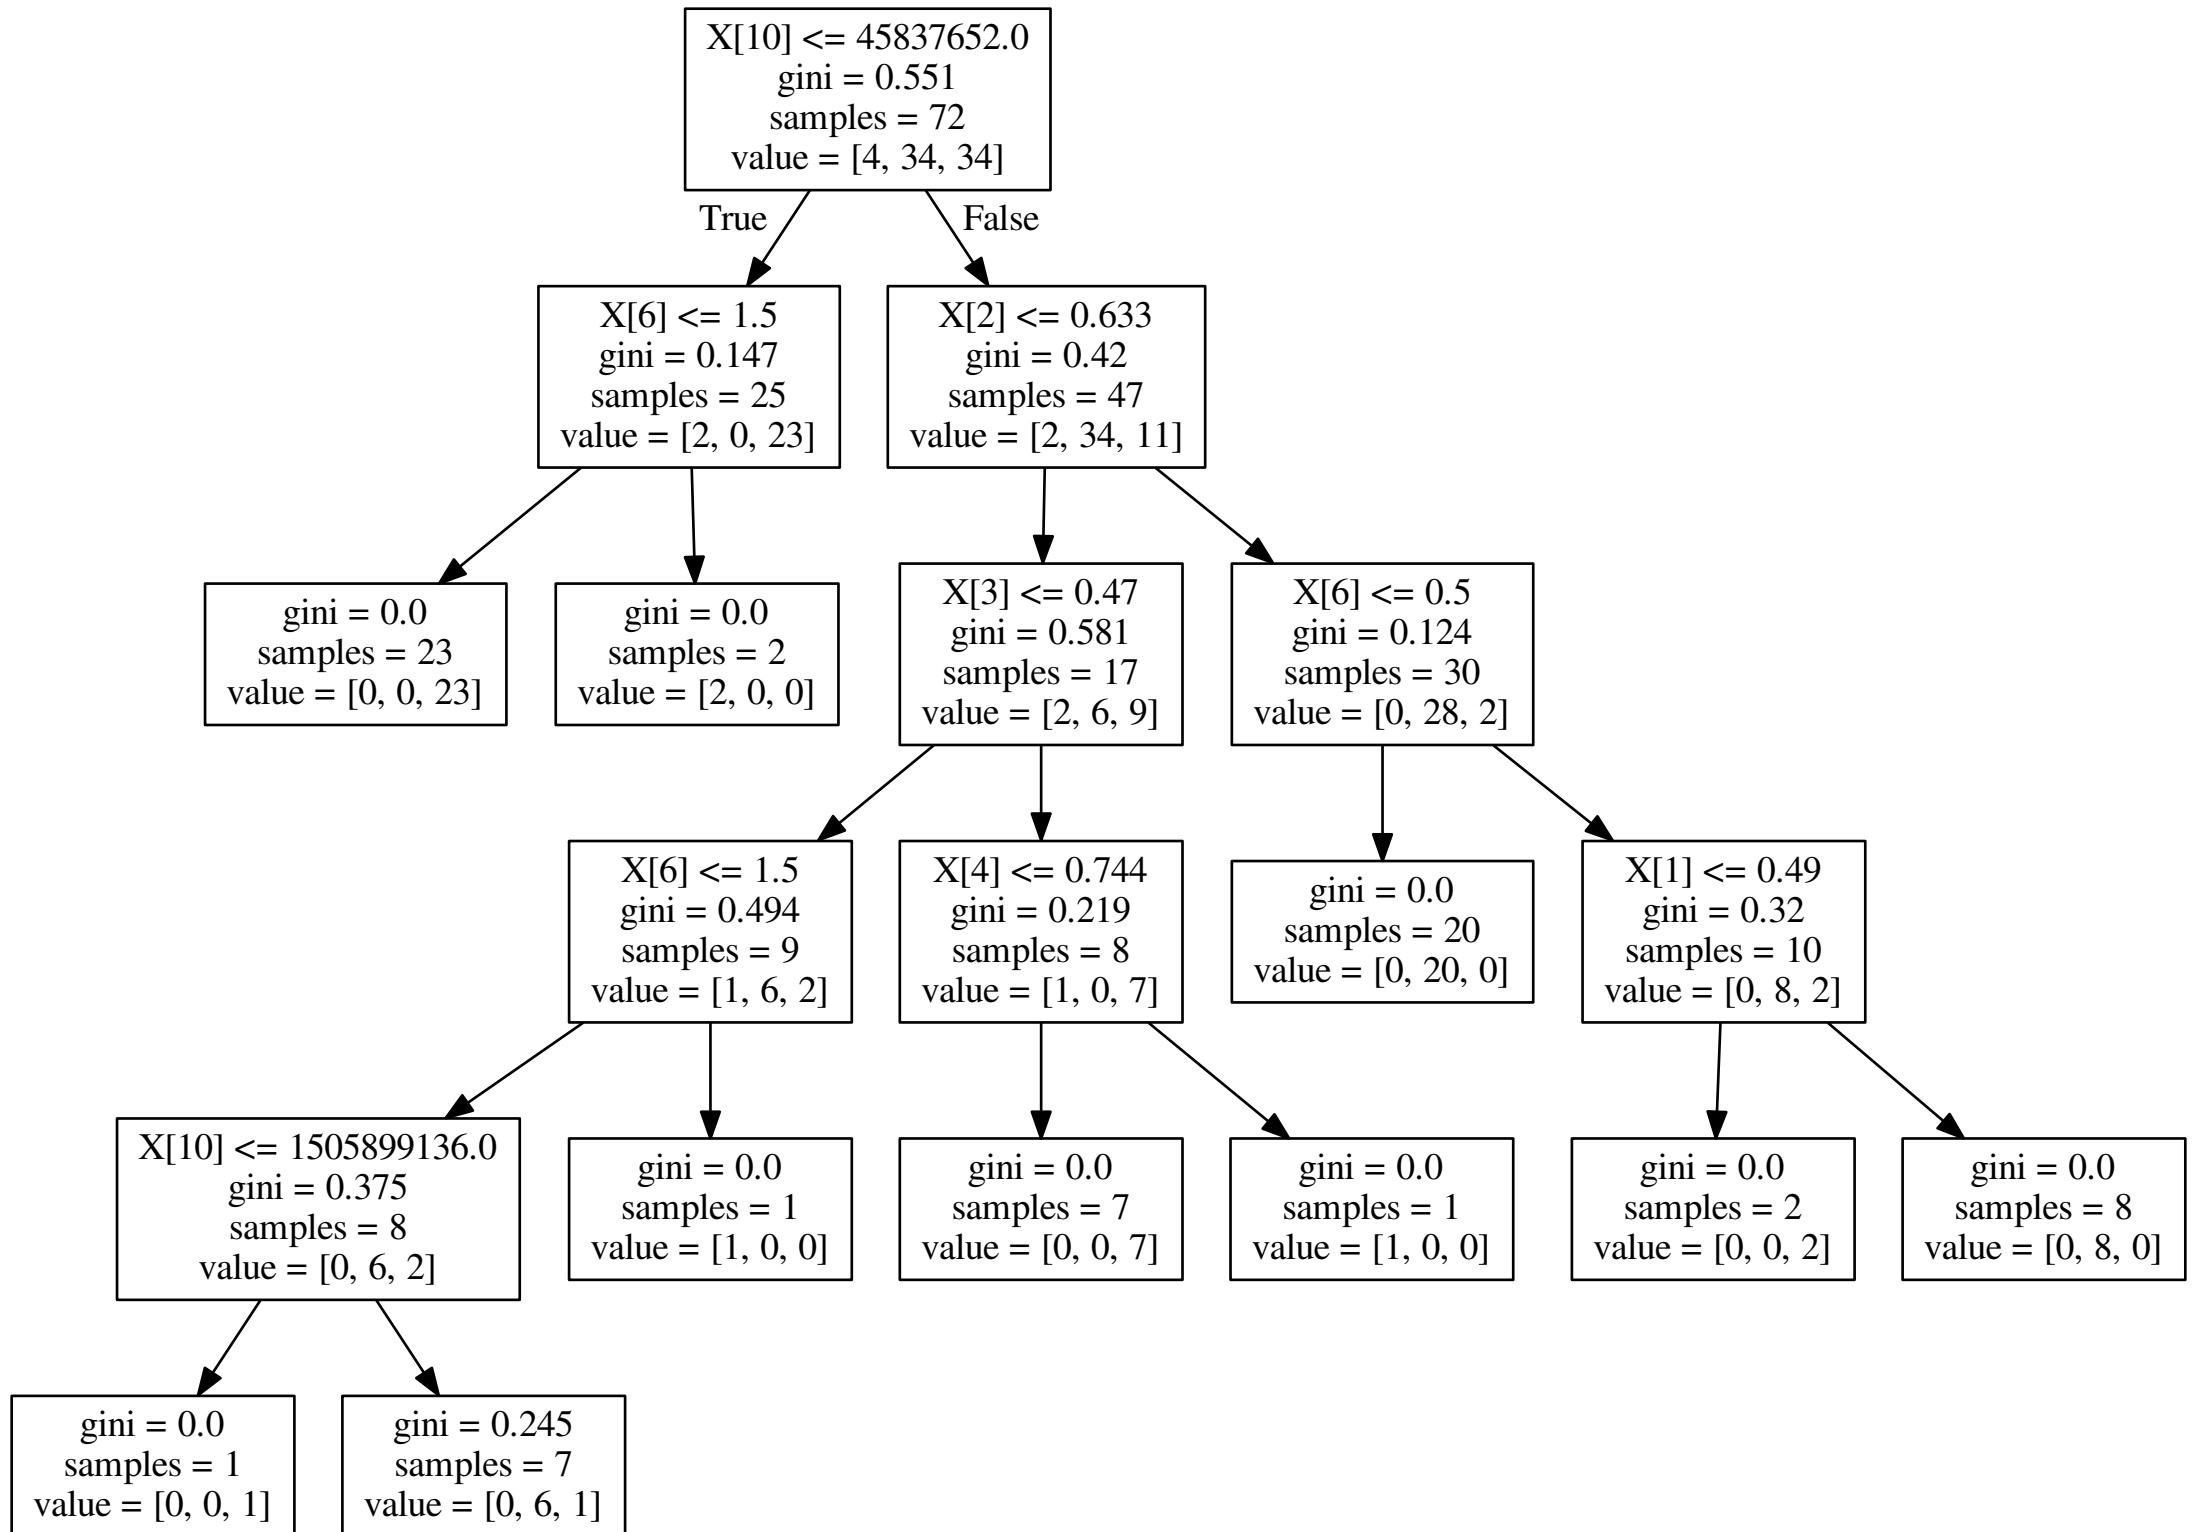 X[10] <= 45837652.0
gini = 0.551
samples = 72
value = [4, 34, 34]
True
False
X[6] <= 1.5
gini = 0.147
samples = 25
value = [2, 0, 23]
X[2] <= 0.633
gini = 0.42
samples = 47
value = [2, 34, 11]
gini = 0.0
samples = 23
value = [0, 0, 23]
gini = 0.0
samples = 2
value = [2, 0, 0]
X[3] <= 0.47
gini = 0.581
samples = 17
value = [2, 6, 9]
X[6] <= 0.5
gini = 0.124
samples = 30
value = [0, 28, 2]
X[6] <= 1.5
gini = 0.494
samples = 9
value = [1, 6, 2]
X[4] <= 0.744
gini = 0.219
samples = 8
value = [1, 0, 7]
gini = 0.0
samples = 20
value = [0, 20, 0]
X[1] <= 0.49
gini = 0.32
samples = 10
value = [0, 8, 2]
X[10] <= 1505899136.0
gini = 0.375
samples = 8
value = [0, 6, 2]
gini = 0.0
samples = 1
value = [1, 0, 0]
gini = 0.0
samples = 7
value = [0, 0, 7]
gini = 0.0
samples = 1
value = [1, 0, 0]
gini = 0.0
samples = 2
value = [0, 0, 2]
gini = 0.0
samples = 8
value = [0, 8, 0]
gini = 0.0
samples = 1
value = [0, 0, 1]
gini = 0.245
samples = 7
value = [0, 6, 1]